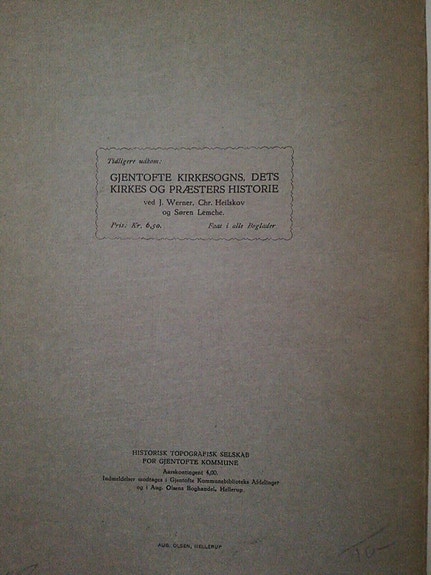 Tidligere udkom:
GJENTOFTE KIRKESOGNS, DETS
KIRKES OG PRÆSTERS HISTORIE
ved J. Werner, Chr. Heilskov
og Søren Lemche.
Pris: Kr. 6,50. Faas i alle Boglader
HISTORISK TOPOGRAFISK SELSKAB
FOR GJENTOFTE KOMMUNE
Aarskontingent 4,00.
Indmeldelser modtages i Gjentofte Kommunebiblioteks Afdelinger
og i Aug. Olsens Boghandel, Hellerup.
AUG. OLSEN, HELLERUP
10-